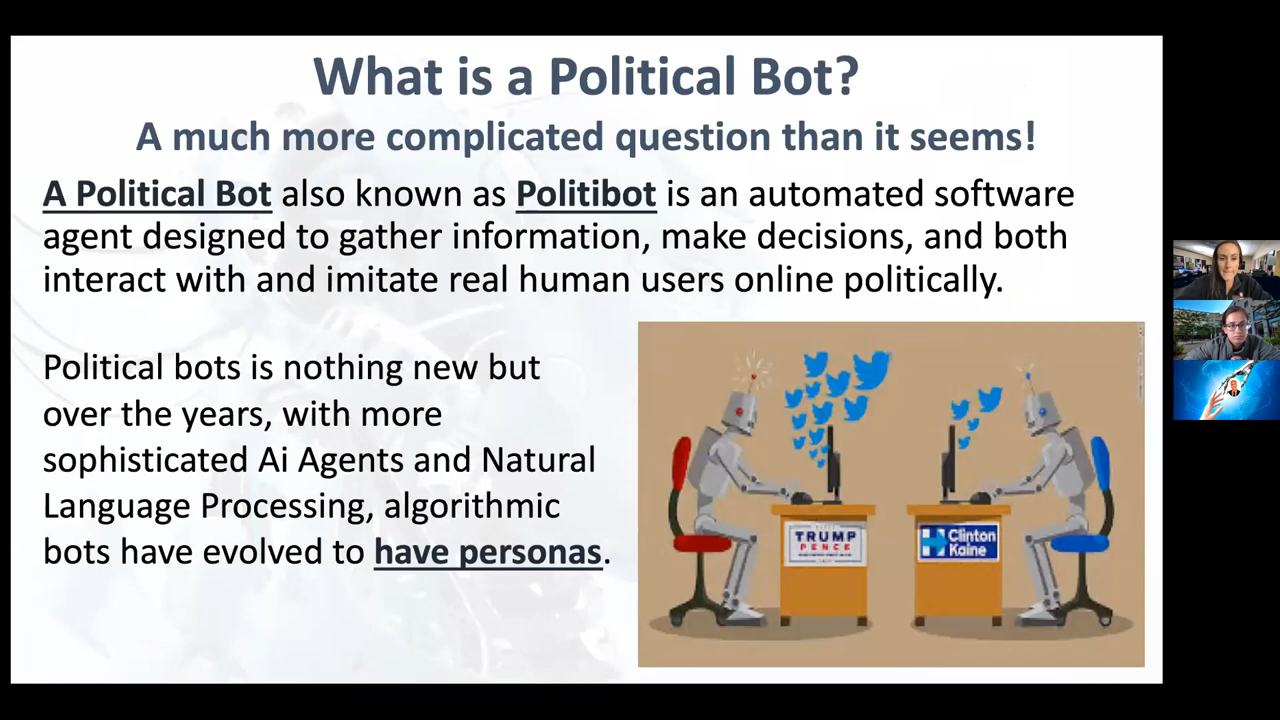 What is a Political Bot?
A much more complicated question than it seems!
A Political Bot also known as Politibot is an automated software
agent designed to gather information, make decisions, and both
interact with and imitate real human users online politically.
Political bots is nothing new but
over the years, with more
sophisticated Ai Agents and Natural
Language Processing, algorithmic
bots have evolved to have personas.
TRUMP
PENCE
Clinton
Kaine